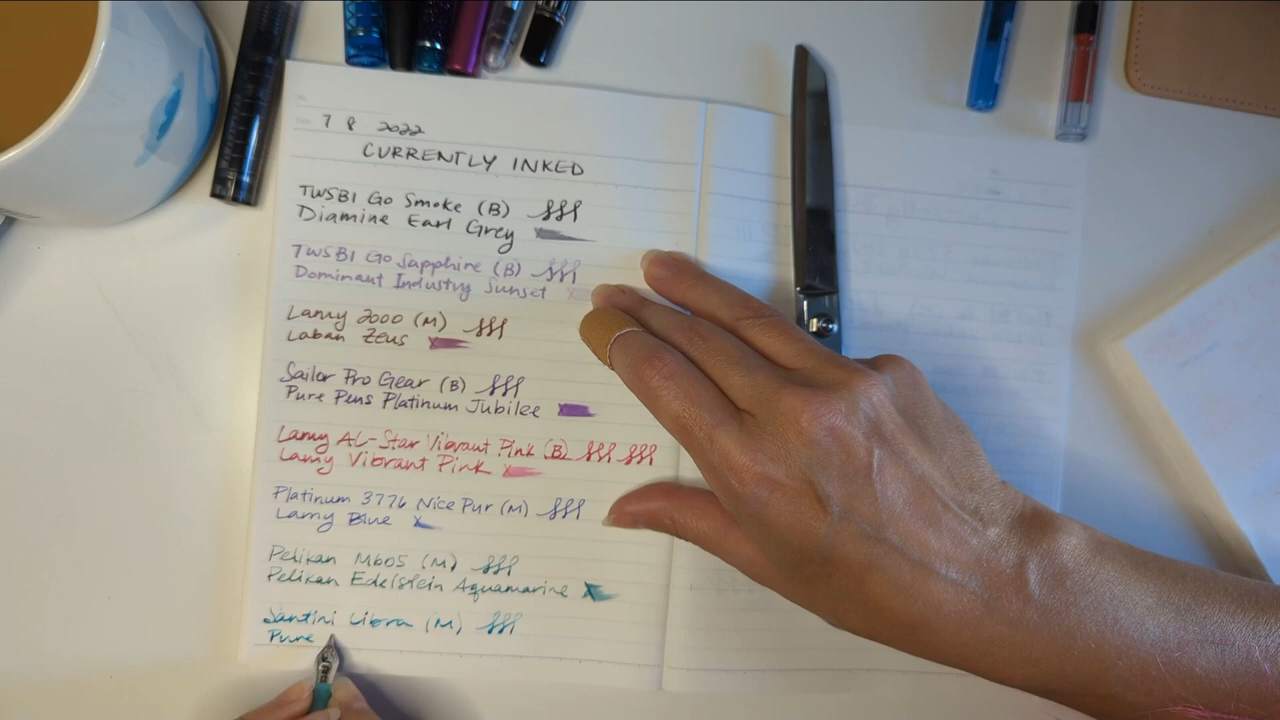 7 8 2022
CURRENTLY INKED
TWSBI Go Smoke (B)
Diamine Earl Grey
TWSBI Go Sapphire (B)
Dominant Industry Sunset
Lamy 2000 (M)
Laban Zeus
Sailor Pro Gear (B)
Pure Pens Platinum Jubilee
Lamy AL-Star Vibrant Pink (B)
Lamy Vibrant Pink
Platinum 3776 Nice Pur (M)
Lamy Blue
Pelikan M605 (M)
Pelikan Edelstein Aquamarine
Santini Libra (M)
Pure